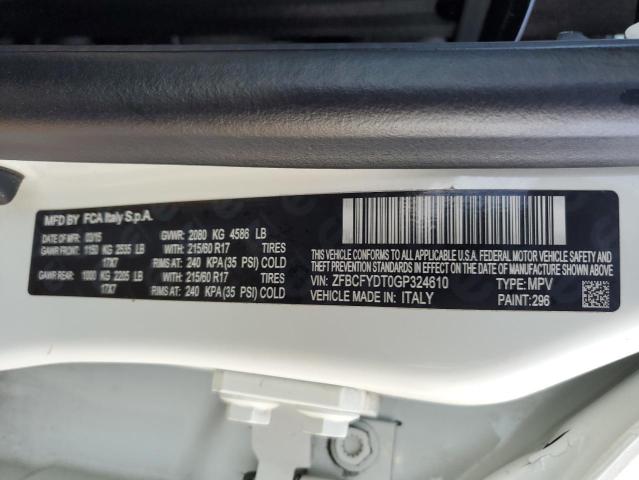 MFD BY FCA Italy S.p.A.
DATE OF MFR: 03/15 GVWR: 2080 KG 4586 LB
GAWR FRONT: 1150 KG 2535 LB WITH: 215/60 R17 TIRES
17X7 RIMS AT: 240 KPA (35 PSI) COLD
GAWR REAR: 1000 KG 2205 LB WITH: 215/60 R17 TIRES
17X7 RIMS AT: 240 KPA (35 PSI) COLD
THIS VEHICLE CONFORMS TO ALL APPLICABLE U.S.A. FEDERAL MOTOR VEHICLE SAFETY
AND THEFT PREVENTION STANDARDS IN EFFECT ON THE DATE OF MANUFACTURE SHOWN ABOVE.
VIN: ZFBCFYDT0GP324610 TYPE: MPV
VEHICLE MADE IN: ITALY PAINT: 296